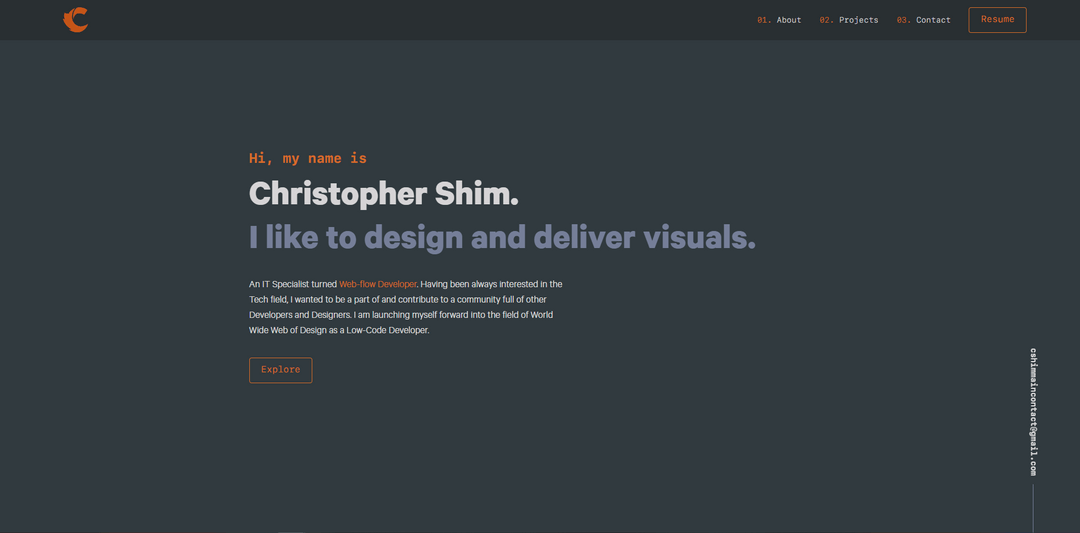 C
01. About 02. Projects 03. Contact Resume
Hi, my name is
Christopher Shim.
I like to design and deliver visuals.
An IT Specialist turned Web-flow Developer. Having been always interested in the
Tech field, I wanted to be a part of and contribute to a community full of other
Developers and Designers. I am launching myself forward into the field of World
Wide Web of Design as a Low-Code Developer.
Explore
cshimmaincontact@gmail.com